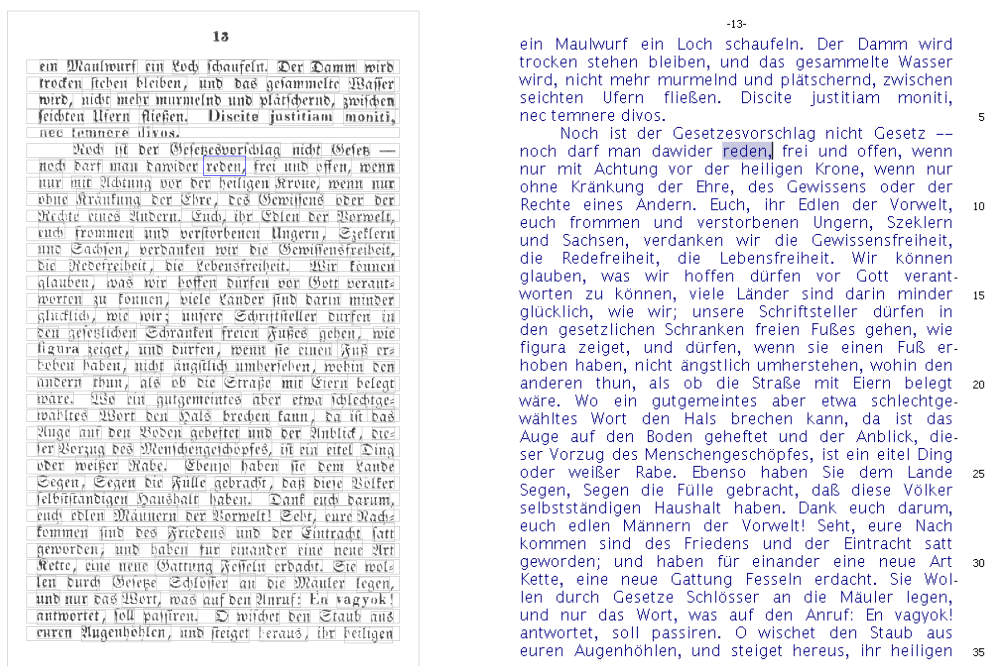 13
ein Maulwurf ein Loch schaufeln. Der Damm wird
trocken stehen bleiben, und das gesammelte Wasser
wird, nicht mehr murmelnd und plätschernd, zwischen
seichten Ufern fließen. Discite justitiam moniti,
nec temnere divos.
Noch ist der Gesetzesvorschlag nicht Gesetz —
noch darf man dawider reden, frei und offen, wenn
nur mit Achtung vor der heiligen Krone, wenn nur
ohne Kränkung der Ehre, des Gewissens oder der
Rechte eines Andern. Euch, ihr Edlen der Vorwelt,
euch frommen und verstorbenen Ungern, Szeklern
und Sachsen, verdanken wir die Gewissensfreiheit,
die Redefreiheit, die Lebensfreiheit. Wir können
glauben, was wir hoffen dürfen vor Gott verant-
worten zu können, viele Länder sind darin minder
glücklich, wie wir; unsere Schriftsteller dürfen in
den gesetzlichen Schranken freien Fußes gehen, wie
figura zeiget, und dürfen, wenn sie einen Fuß er-
hoben haben, nicht ängstlich umhersehen, wohin den
andern thun, als ob die Straße mit Eiern belegt
wäre. Wo ein gutgemeintes aber etwa schlechtge-
wähltes Wort den Hals brechen kann, da ist das
Auge auf den Boden geheftet und der Anblick, die-
ser Vorzug des Menschengeschöpfes, ist ein eitel Ding
oder weißer Rabe. Ebenso haben sie dem Lande
Segen, Segen die Fülle gebracht, daß diese Völker
selbstständigen Haushalt haben. Dank euch darum,
euch edlen Männern der Vorwelt! Seht, eure Nach-
kommen sind des Friedens und der Eintracht satt
geworden; und haben für einander eine neue Art
Kette, eine neue Gattung Fesseln erdacht. Sie wol-
len durch Gesetze Schlösser an die Mäuler legen,
und nur das Wort, was auf den Anruf: En vagyok!
antwortet, soll passiren. O wischet den Staub aus
euren Augenhöhlen, und steiget heraus, ihr heiligen
-13-
ein Maulwurf ein Loch schaufeln. Der Damm wird
trocken stehen bleiben, und das gesammelte Wasser
wird, nicht mehr murmelnd und plätschernd, zwischen
seichten Ufern fließen. Discite justitiam moniti,
nec temnere divos. 5
Noch ist der Gesetzesvorschlag nicht Gesetz --
noch darf man dawider reden, frei und offen, wenn
nur mit Achtung vor der heiligen Krone, wenn nur
ohne Kränkung der Ehre, des Gewissens oder der
Rechte eines Andern. Euch, ihr Edlen der Vorwelt, 10
euch frommen und verstorbenen Ungern, Szeklern
und Sachsen, verdanken wir die Gewissensfreiheit,
die Redefreiheit, die Lebensfreiheit. Wir können
glauben, was wir hoffen dürfen vor Gott verant-
worten zu können, viele Länder sind darin minder 15
glücklich, wie wir; unsere Schriftsteller dürfen in
den gesetzlichen Schranken freien Fußes gehen, wie
figura zeiget, und dürfen, wenn sie einen Fuß er-
hoben haben, nicht ängstlich umherstehen, wohin den
anderen thun, als ob die Straße mit Eiern belegt 20
wäre. Wo ein gutgemeintes aber etwa schlechtge-
wähltes Wort den Hals brechen kann, da ist das
Auge auf den Boden geheftet und der Anblick, die-
ser Vorzug des Menschengeschöpfes, ist ein eitel Ding
oder weißer Rabe. Ebenso haben Sie dem Lande 25
Segen, Segen die Fülle gebracht, daß diese Völker
selbstständigen Haushalt haben. Dank euch darum,
euch edlen Männern der Vorwelt! Seht, eure Nach
kommen sind des Friedens und der Eintracht satt
geworden; und haben für einander eine neue Art 30
Kette, eine neue Gattung Fesseln erdacht. Sie Wol-
len durch Gesetze Schlösser an die Mäuler legen,
und nur das Wort, was auf den Anruf: En vagyok!
antwortet, soll passiren. O wischet den Staub aus
euren Augenhöhlen, und steiget hereus, ihr heiligen 35